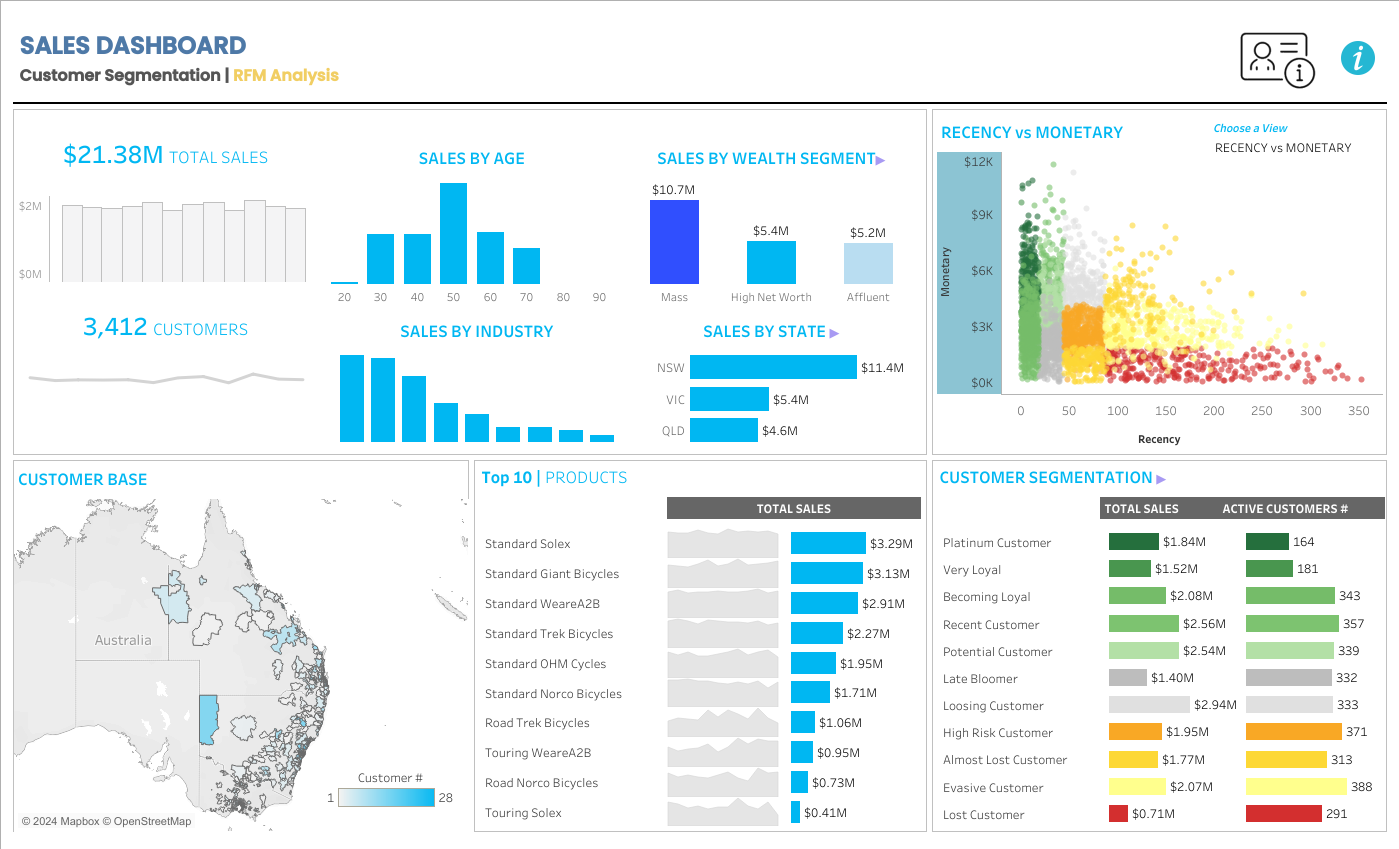 SALES DASHBOARD
Customer Segmentation | RFM Analysis
i
i
$21.38M TOTAL SALES
$2M
$0M
3,412 CUSTOMERS
SALES BY AGE
20 30 40 50 60 70 80 90
SALES BY WEALTH SEGMENT▶
$10.7M
$5.4M
$5.2M
Mass
High Net Worth
Affluent
SALES BY INDUSTRY
SALES BY STATE ▶
NSW $11.4M
VIC $5.4M
QLD $4.6M
RECENCY vs MONETARY
Choose a View
RECENCY vs MONETARY
Monetary
$12K
$9K
$6K
$3K
$0K
0 50 100 150 200 250 300 350
Recency
CUSTOMER BASE
Australia
Customer #
1 28
© 2024 Mapbox © OpenStreetMap
Top 10 | PRODUCTS
TOTAL SALES
Standard Solex $3.29M
Standard Giant Bicycles $3.13M
Standard WeareA2B $2.91M
Standard Trek Bicycles $2.27M
Standard OHM Cycles $1.95M
Standard Norco Bicycles $1.71M
Road Trek Bicycles $1.06M
Touring WeareA2B $0.95M
Road Norco Bicycles $0.73M
Touring Solex $0.41M
CUSTOMER SEGMENTATION ▶
TOTAL SALES ACTIVE CUSTOMERS #
Platinum Customer $1.84M 164
Very Loyal $1.52M 181
Becoming Loyal $2.08M 343
Recent Customer $2.56M 357
Potential Customer $2.54M 339
Late Bloomer $1.40M 332
Loosing Customer $2.94M 333
High Risk Customer $1.95M 371
Almost Lost Customer $1.77M 313
Evasive Customer $2.07M 388
Lost Customer $0.71M 291